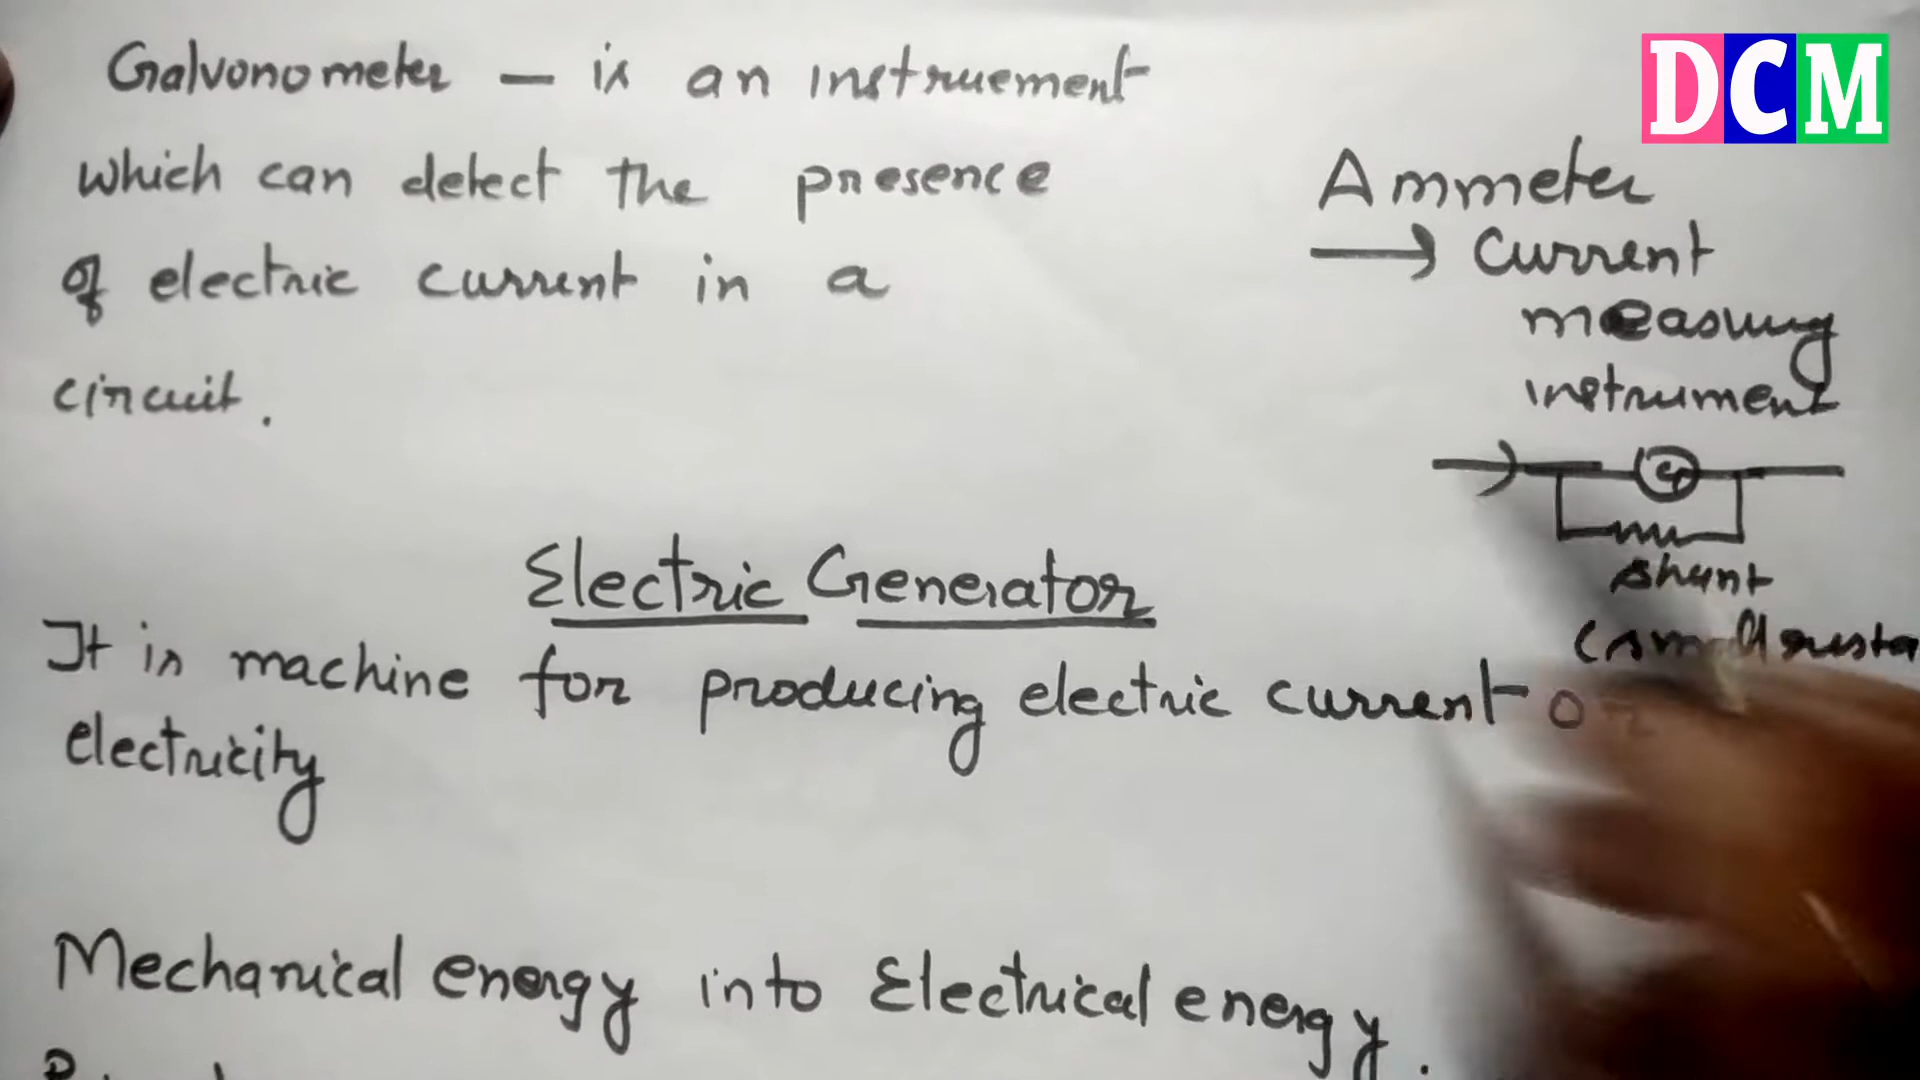 Galvonometer — is an instruement
which can detect the presence
of electric current in a
circuit.
DCM
Ammeter
→ Current
measuring
instrument
G
shunt
Electric Generator
It is machine for producing electric current or
electricity
Mechanical energy into Electrical energy.